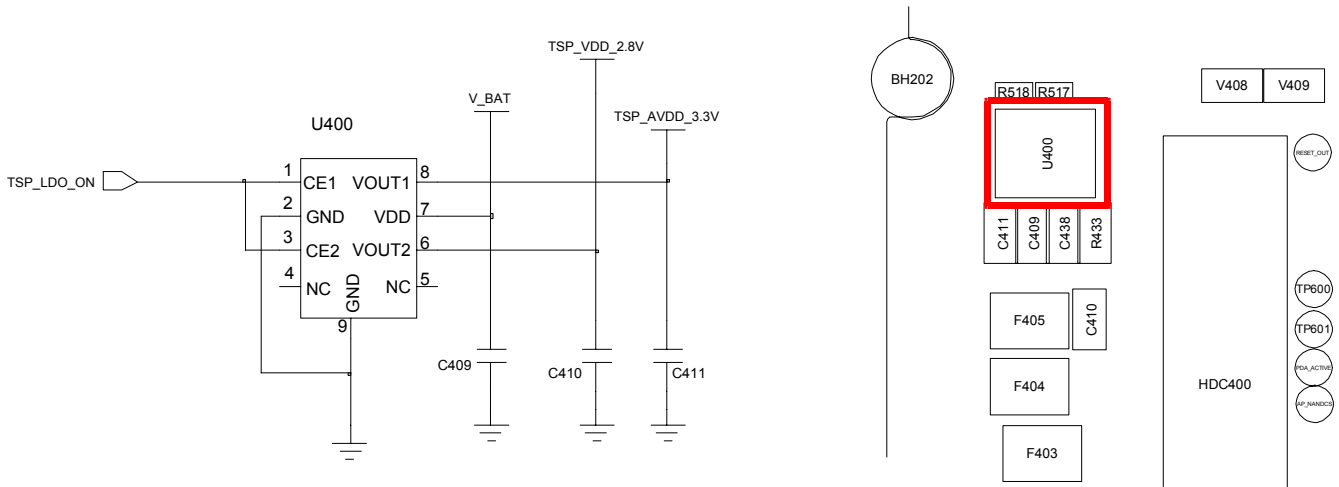 TSP_VDD_2.8V
V_BAT
TSP_AVDD_3.3V
U400
TSP_LDO_ON
1 CE1 VOUT1 8
2 GND VDD 7
3 CE2 VOUT2 6
4 NC NC 5
GND
9
C409
C410
C411
BH202
R518 R517
V408 V409
U400
RESET_OUT
C411 C409 C438 R433
TP600
F405
C410
TP601
PDA_ACTIVE
F404
HDC400
AP_NANDCS
F403